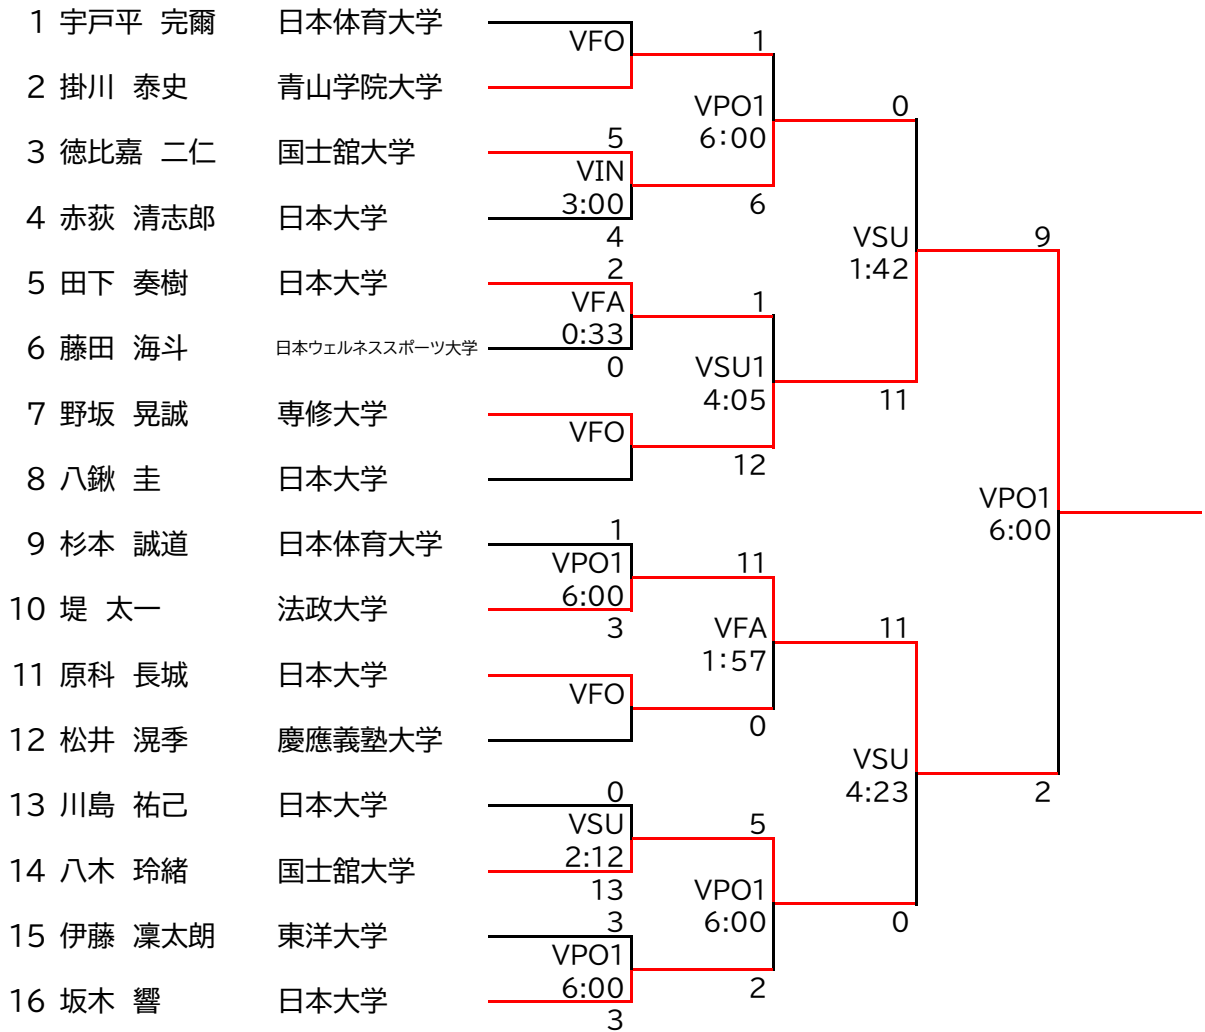 1 宇戸平 完爾 日本体育大学
VFO
1
2 掛川 泰史 青山学院大学
VPO1
6:00
0
3 徳比嘉 二仁 国士舘大学
5
VIN
3:00
4
6
4 赤荻 清志郎 日本大学
VSU
1:42
9
5 田下 奏樹 日本大学
2
VFA
0:33
0
1
6 藤田 海斗 日本ウェルネススポーツ大学
VSU1
4:05
11
7 野坂 晃誠 専修大学
VFO
12
8 八鍬 圭 日本大学
VPO1
6:00
9 杉本 誠道 日本体育大学
1
VPO1
6:00
3
11
10 堤 太一 法政大学
VFA
1:57
11
11 原科 長城 日本大学
VFO
0
12 松井 滉季 慶應義塾大学
VSU
4:23
2
13 川島 祐己 日本大学
0
VSU
2:12
13
5
14 八木 玲緒 国士舘大学
VPO1
6:00
0
15 伊藤 凜太朗 東洋大学
3
VPO1
6:00
3
2
16 坂木 響 日本大学